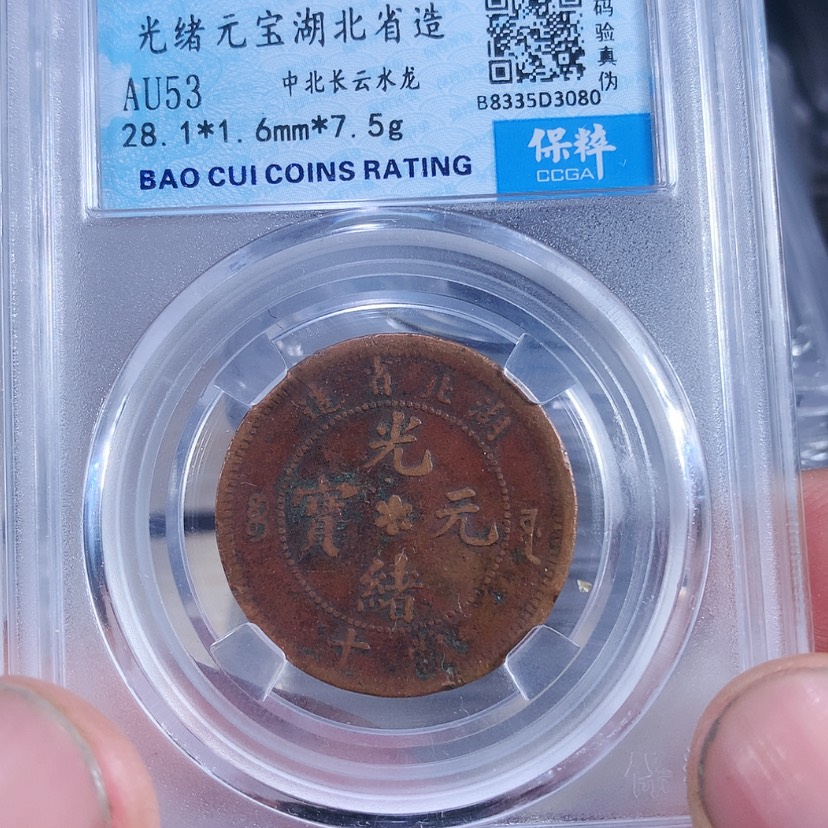 光绪元宝湖北省造
AU53
中北长云水龙
28.1*1.6mm*7.5g
BAO CUI COINS RATING
码验真伪
B8335D3080
保粹
CCGA
湖北省造
光
元
寶
緒
十